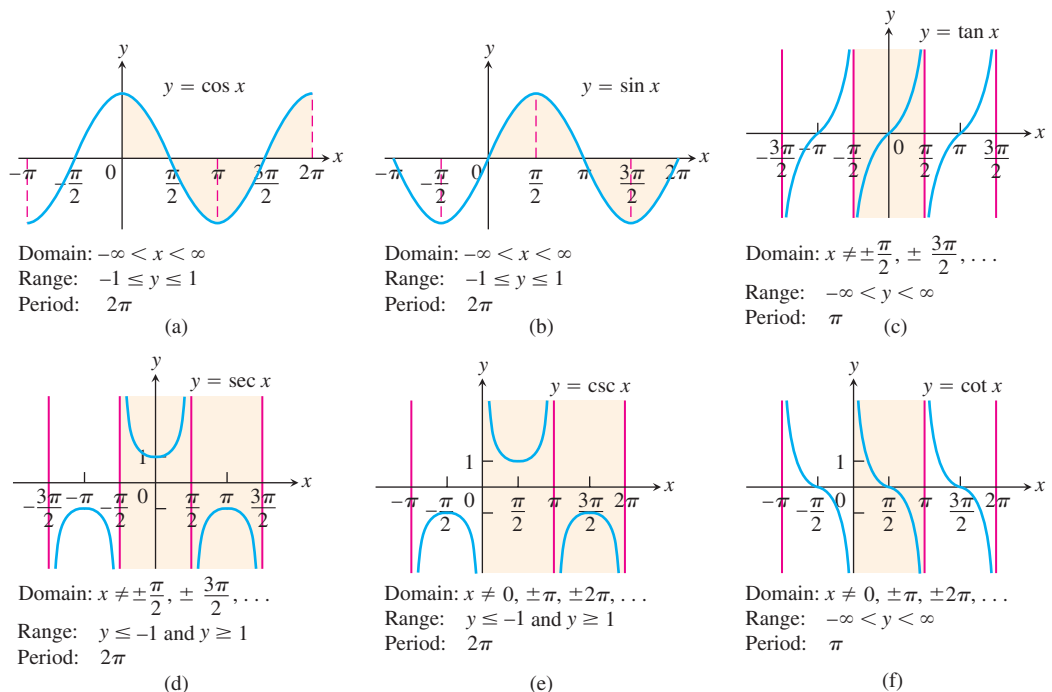 y
y = cos x
−π
−π/2
0
π/2
π
3π/2
2π
x
Domain: −∞ < x < ∞
Range: −1 ≤ y ≤ 1
Period: 2π
(a)
y
y = sin x
−π
−π/2
0
π/2
π
3π/2
2π
x
Domain: −∞ < x < ∞
Range: −1 ≤ y ≤ 1
Period: 2π
(b)
y
y = tan x
−3π/2
−π
−π/2
0
π/2
π
3π/2
x
Domain: x ≠ ±π/2, ± 3π/2, . . .
Range: −∞ < y < ∞
Period: π
(c)
y
y = sec x
1
−3π/2
−π
−π/2
0
π/2
π
3π/2
x
Domain: x ≠ ±π/2, ± 3π/2, . . .
Range: y ≤ −1 and y ≥ 1
Period: 2π
(d)
y
y = csc x
1
−π
−π/2
0
π/2
π
3π/2
2π
x
Domain: x ≠ 0, ±π, ±2π, . . .
Range: y ≤ −1 and y ≥ 1
Period: 2π
(e)
y
y = cot x
1
−π
−π/2
0
π/2
π
3π/2
2π
x
Domain: x ≠ 0, ±π, ±2π, . . .
Range: −∞ < y < ∞
Period: π
(f)